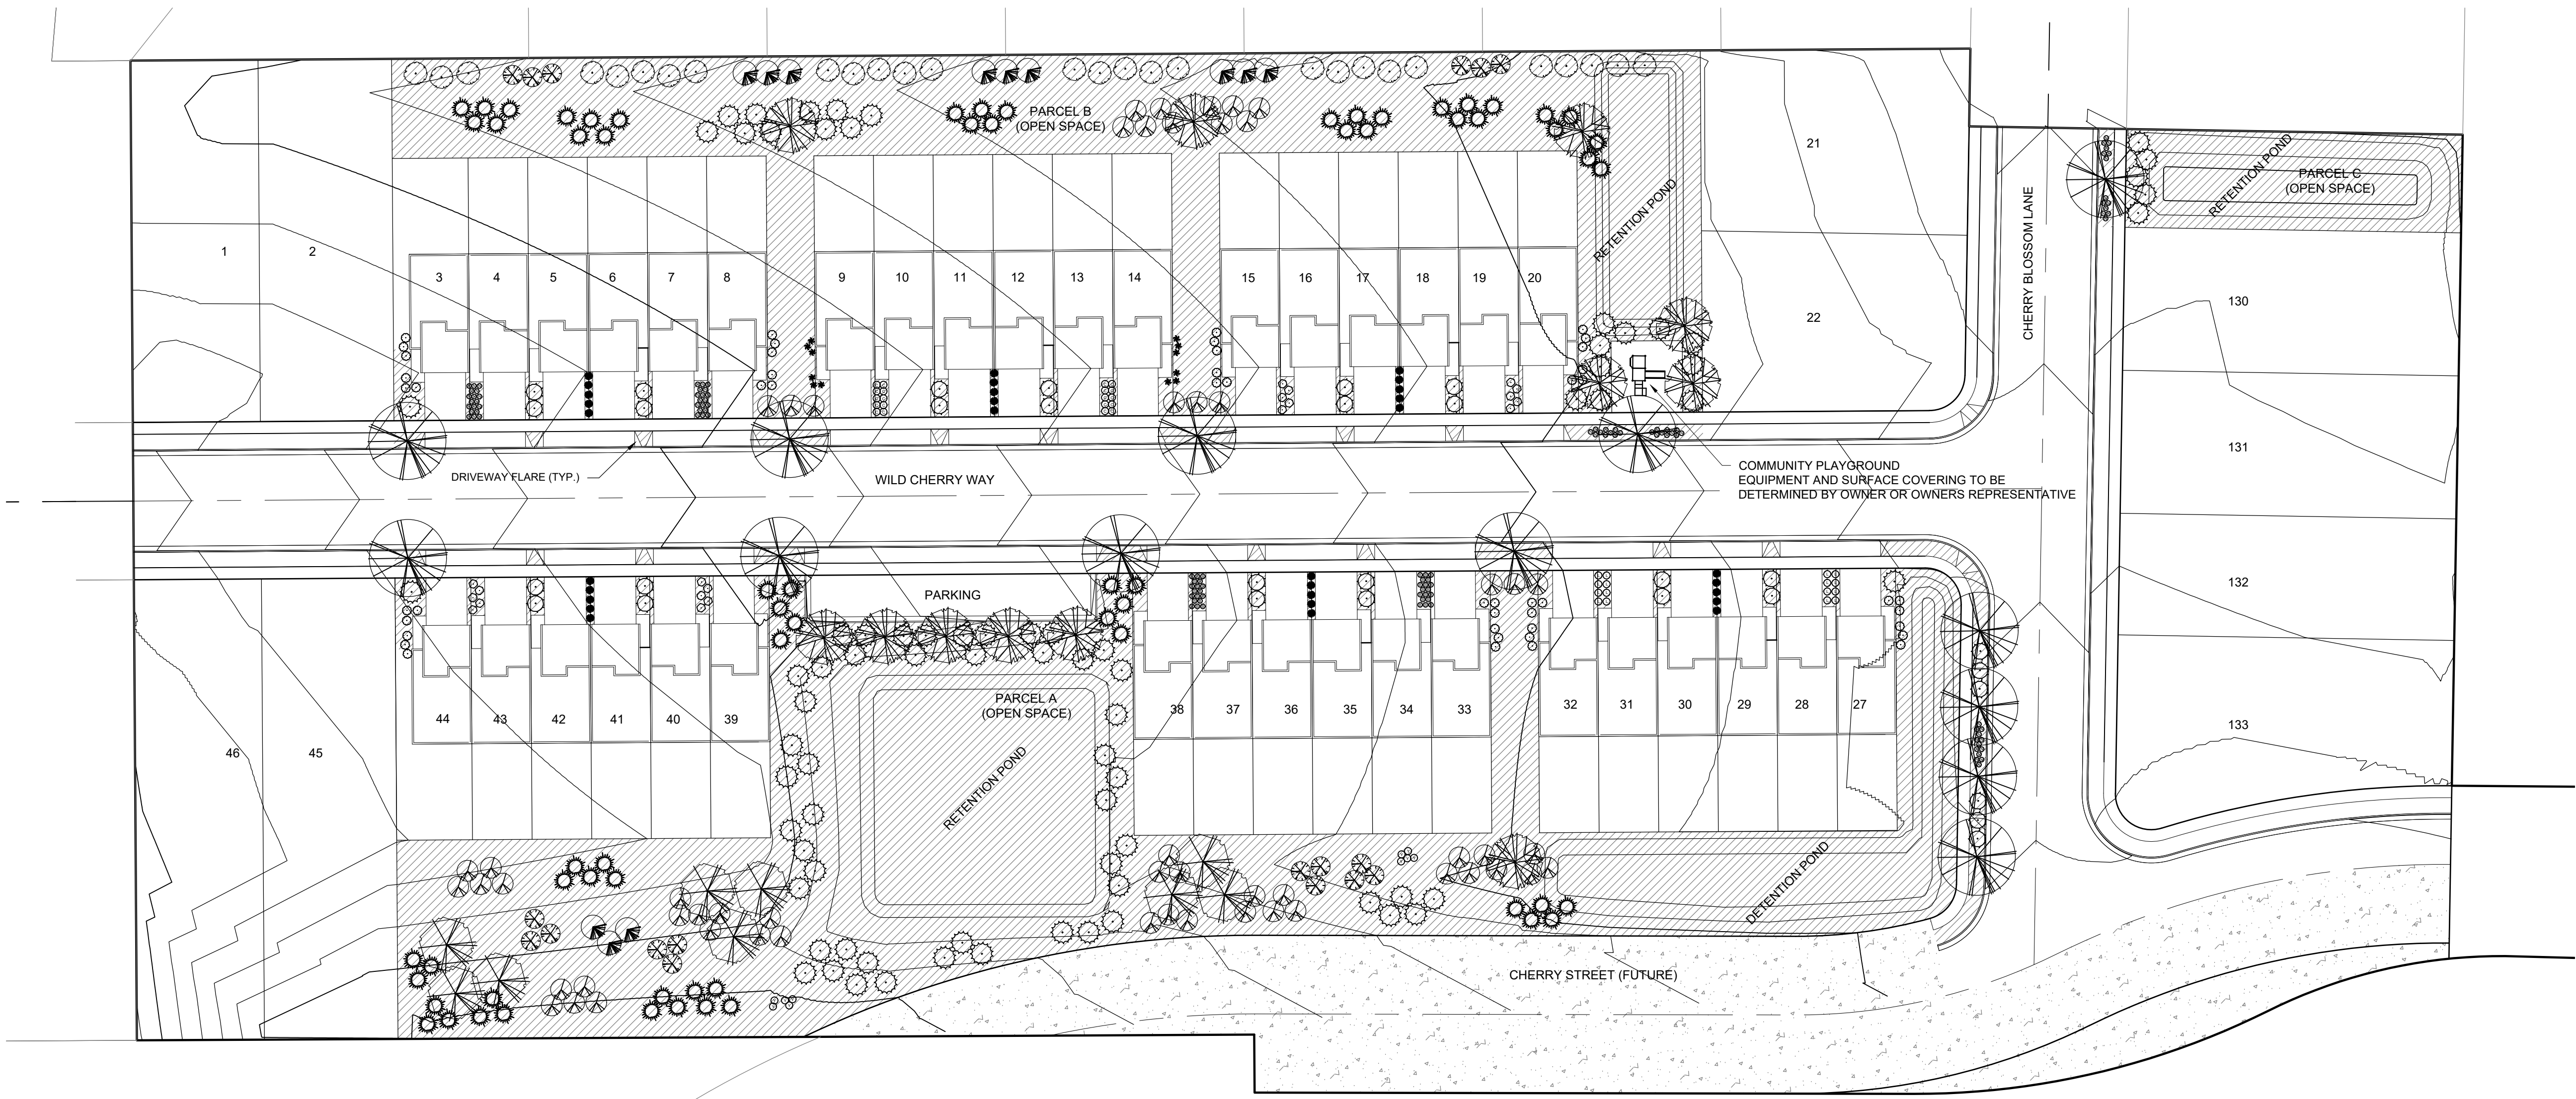 PARCEL B
(OPEN SPACE)
RETENTION POND
PARCEL C
(OPEN SPACE)
RETENTION POND
CHERRY BLOSSOM LANE
21
22
1
2
3
4
5
6
7
8
9
10
11
12
13
14
15
16
17
18
19
20
130
131
132
133
DRIVEWAY FLARE (TYP.)
WILD CHERRY WAY
COMMUNITY PLAYGROUND
EQUIPMENT AND SURFACE COVERING TO BE
DETERMINED BY OWNER OR OWNERS REPRESENTATIVE
PARKING
PARCEL A
(OPEN SPACE)
RETENTION POND
46
45
44
43
42
41
40
39
38
37
36
35
34
33
32
31
30
29
28
27
DETENTION POND
CHERRY STREET (FUTURE)